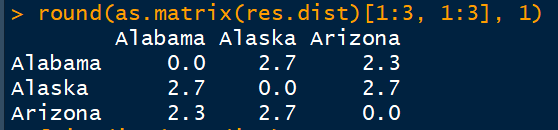 > round(as.matrix(res.dist)[1:3, 1:3], 1)
Alabama Alaska Arizona
Alabama 0.0 2.7 2.3
Alaska 2.7 0.0 2.7
Arizona 2.3 2.7 0.0